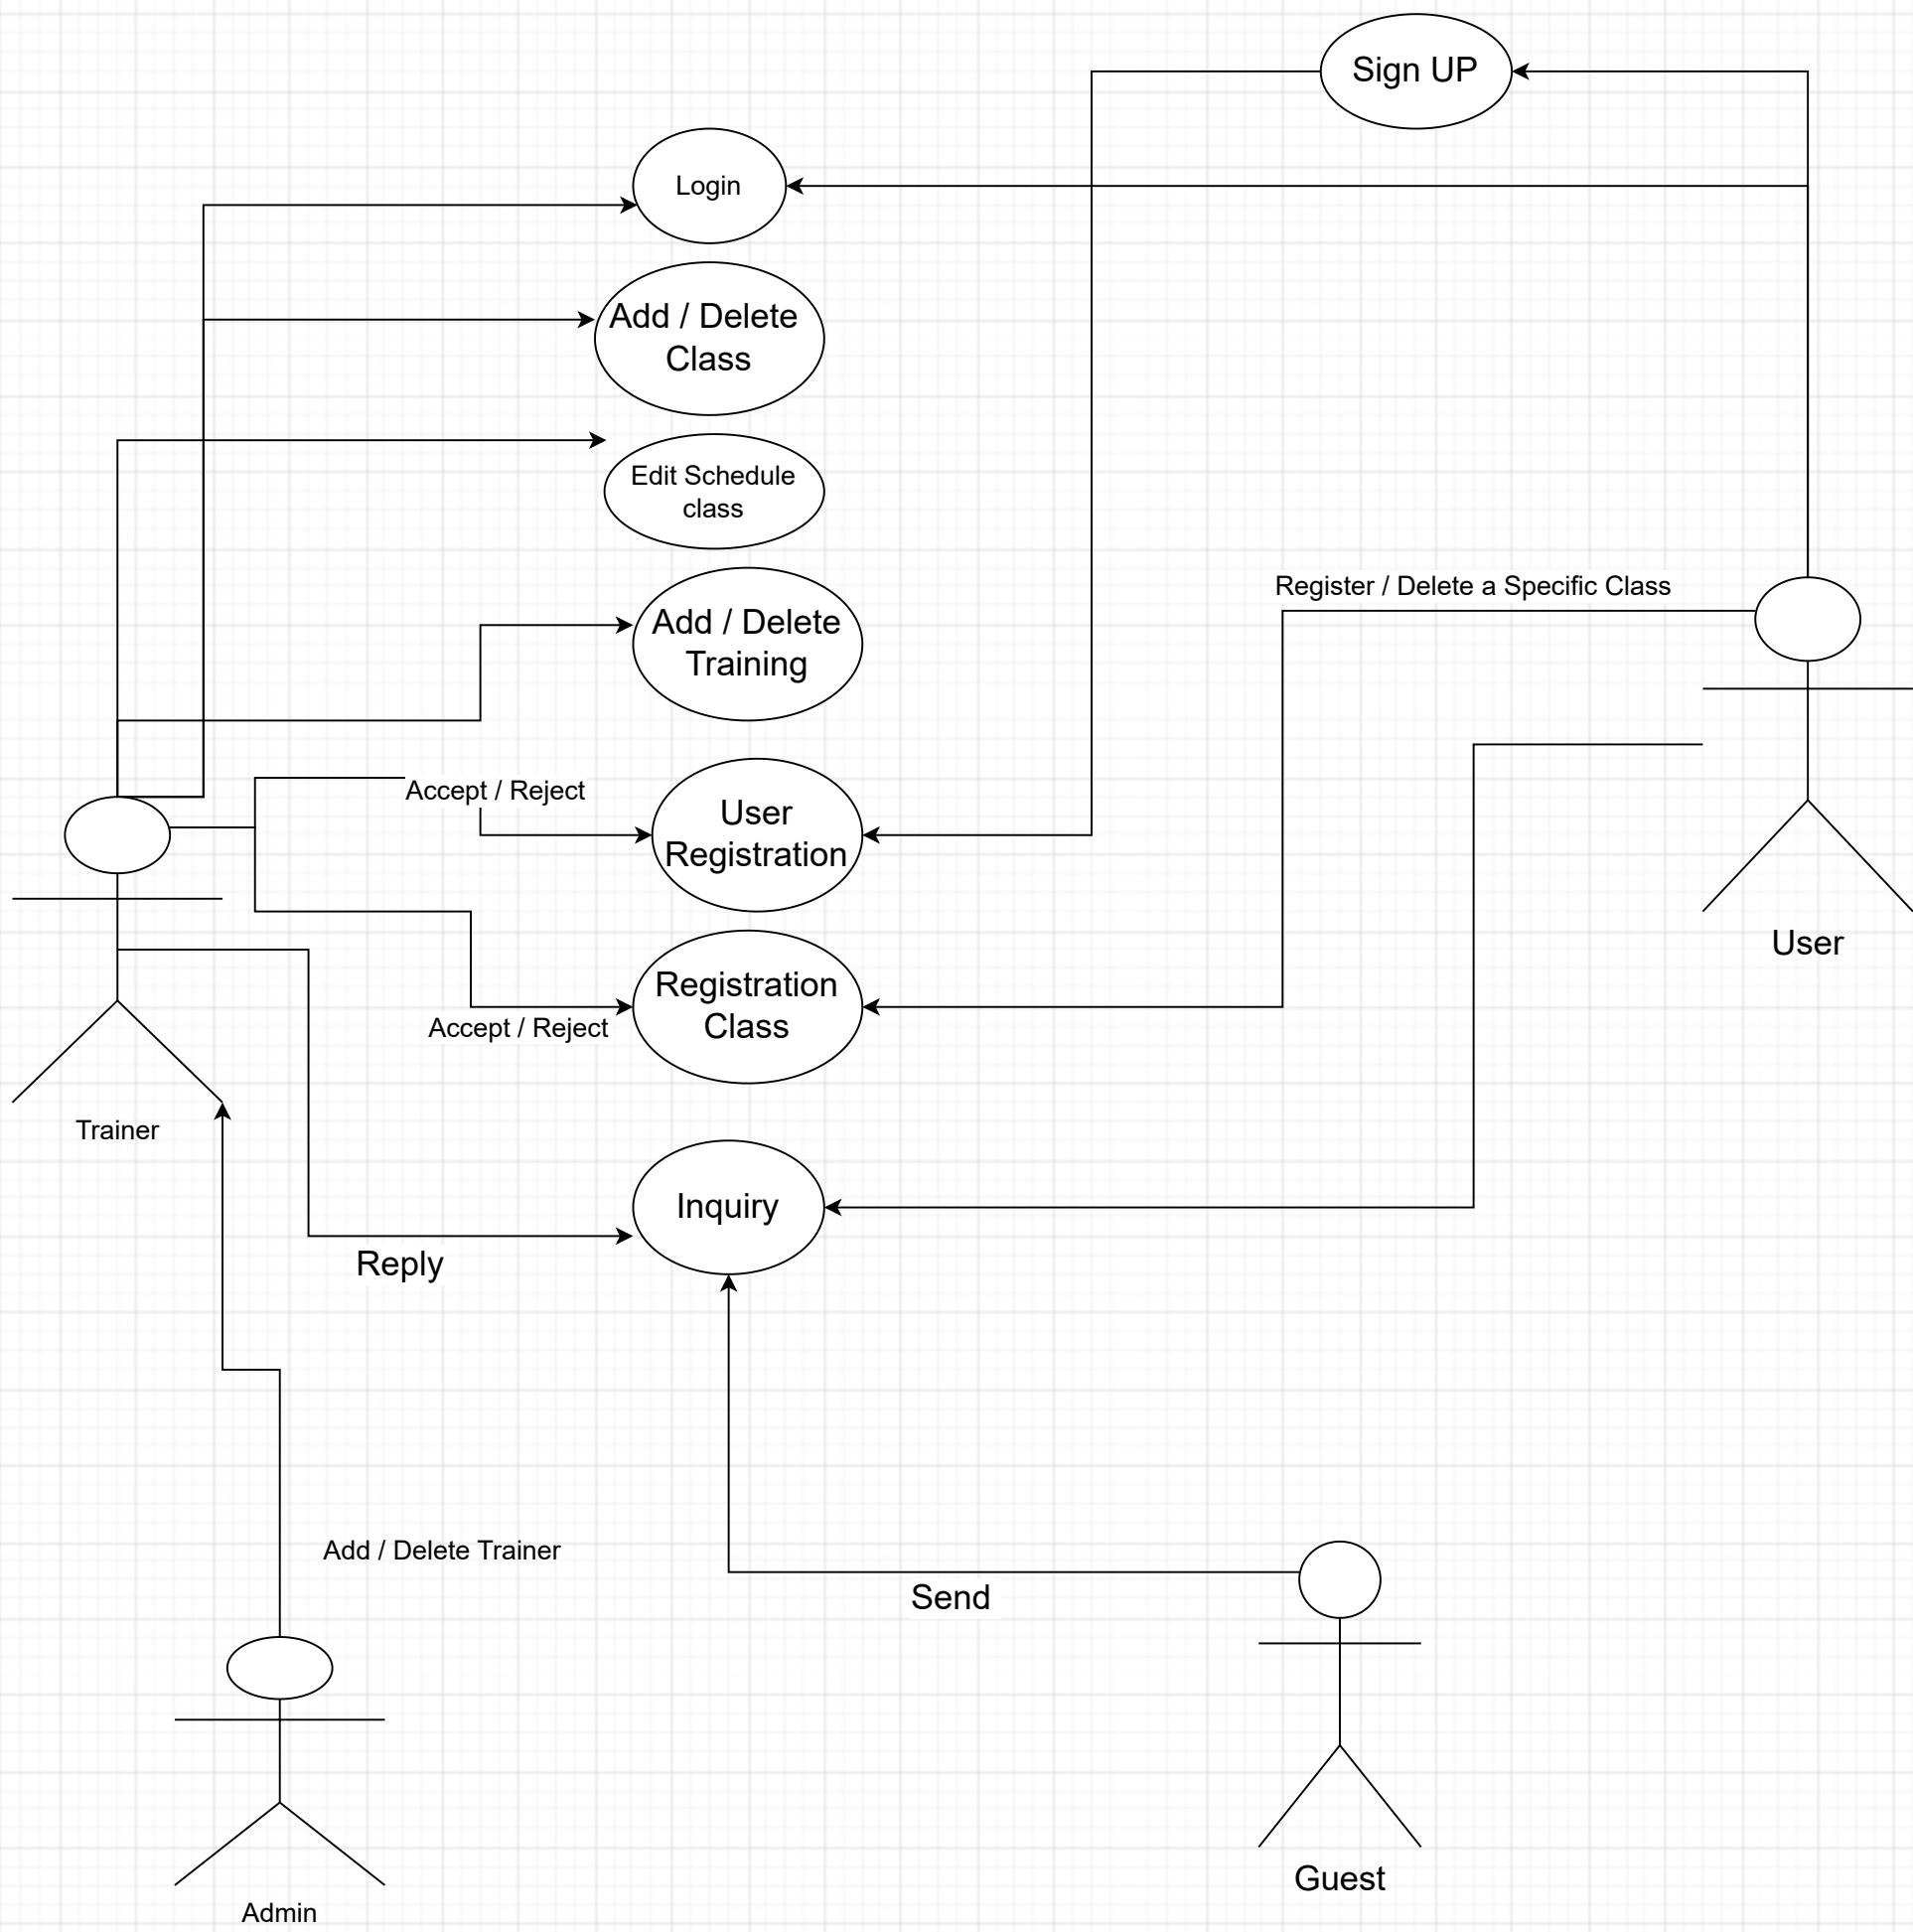 Sign UP
Login
Add / Delete
Class
Edit Schedule
class
Register / Delete a Specific Class
Add / Delete
Training
Accept / Reject
User
Registration
User
Registration
Class
Accept / Reject
Trainer
Inquiry
Reply
Add / Delete Trainer
Send
Guest
Admin